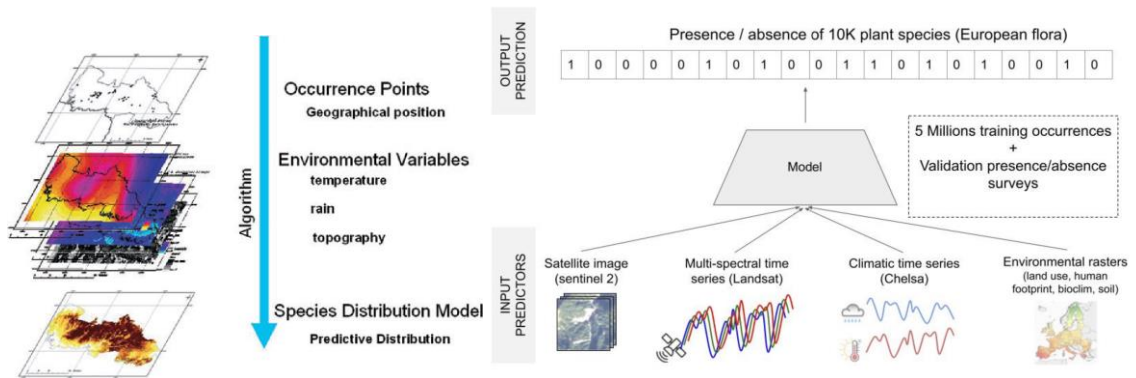 Algorithm
Occurrence Points
Geographical position
Environmental Variables
temperature
rain
topography
Species Distribution Model
Predictive Distribution
OUTPUT
PREDICTION
Presence / absence of 10K plant species (European flora)
1 0 0 0 0 1 0 1 0 0 1 1 0 1 0 1 0 0 1 0
Model
5 Millions training occurrences
+
Validation presence/absence
surveys
INPUT
PREDICTORS
Satellite image
(sentinel 2)
Multi-spectral time
series (Landsat)
Climatic time series
(Chelsa)
Environmental rasters
(land use, human
footprint, bioclim, soil)